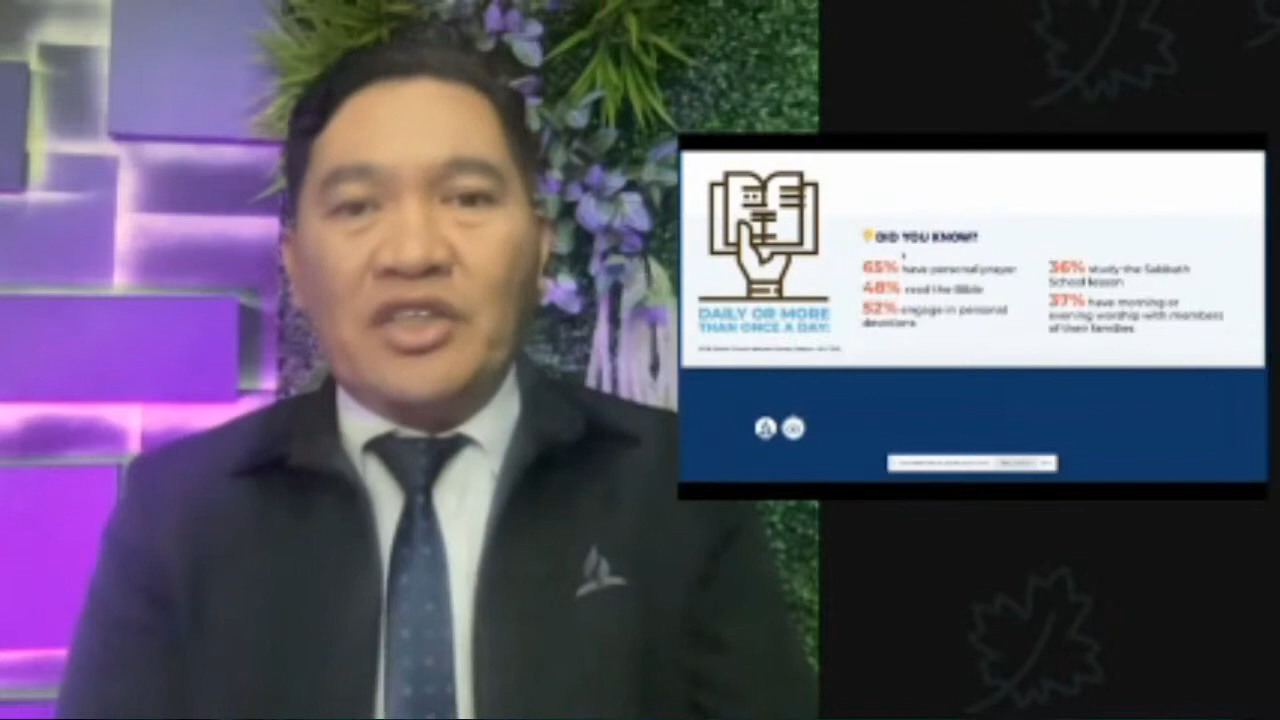 DID YOU KNOW?
65% have personal prayer
48% read the Bible
52% engage in personal
devotions
36% study the Sabbath
School lesson
37% have morning or
evening worship with members
of their families
DAILY OR MORE
THAN ONCE A DAY!